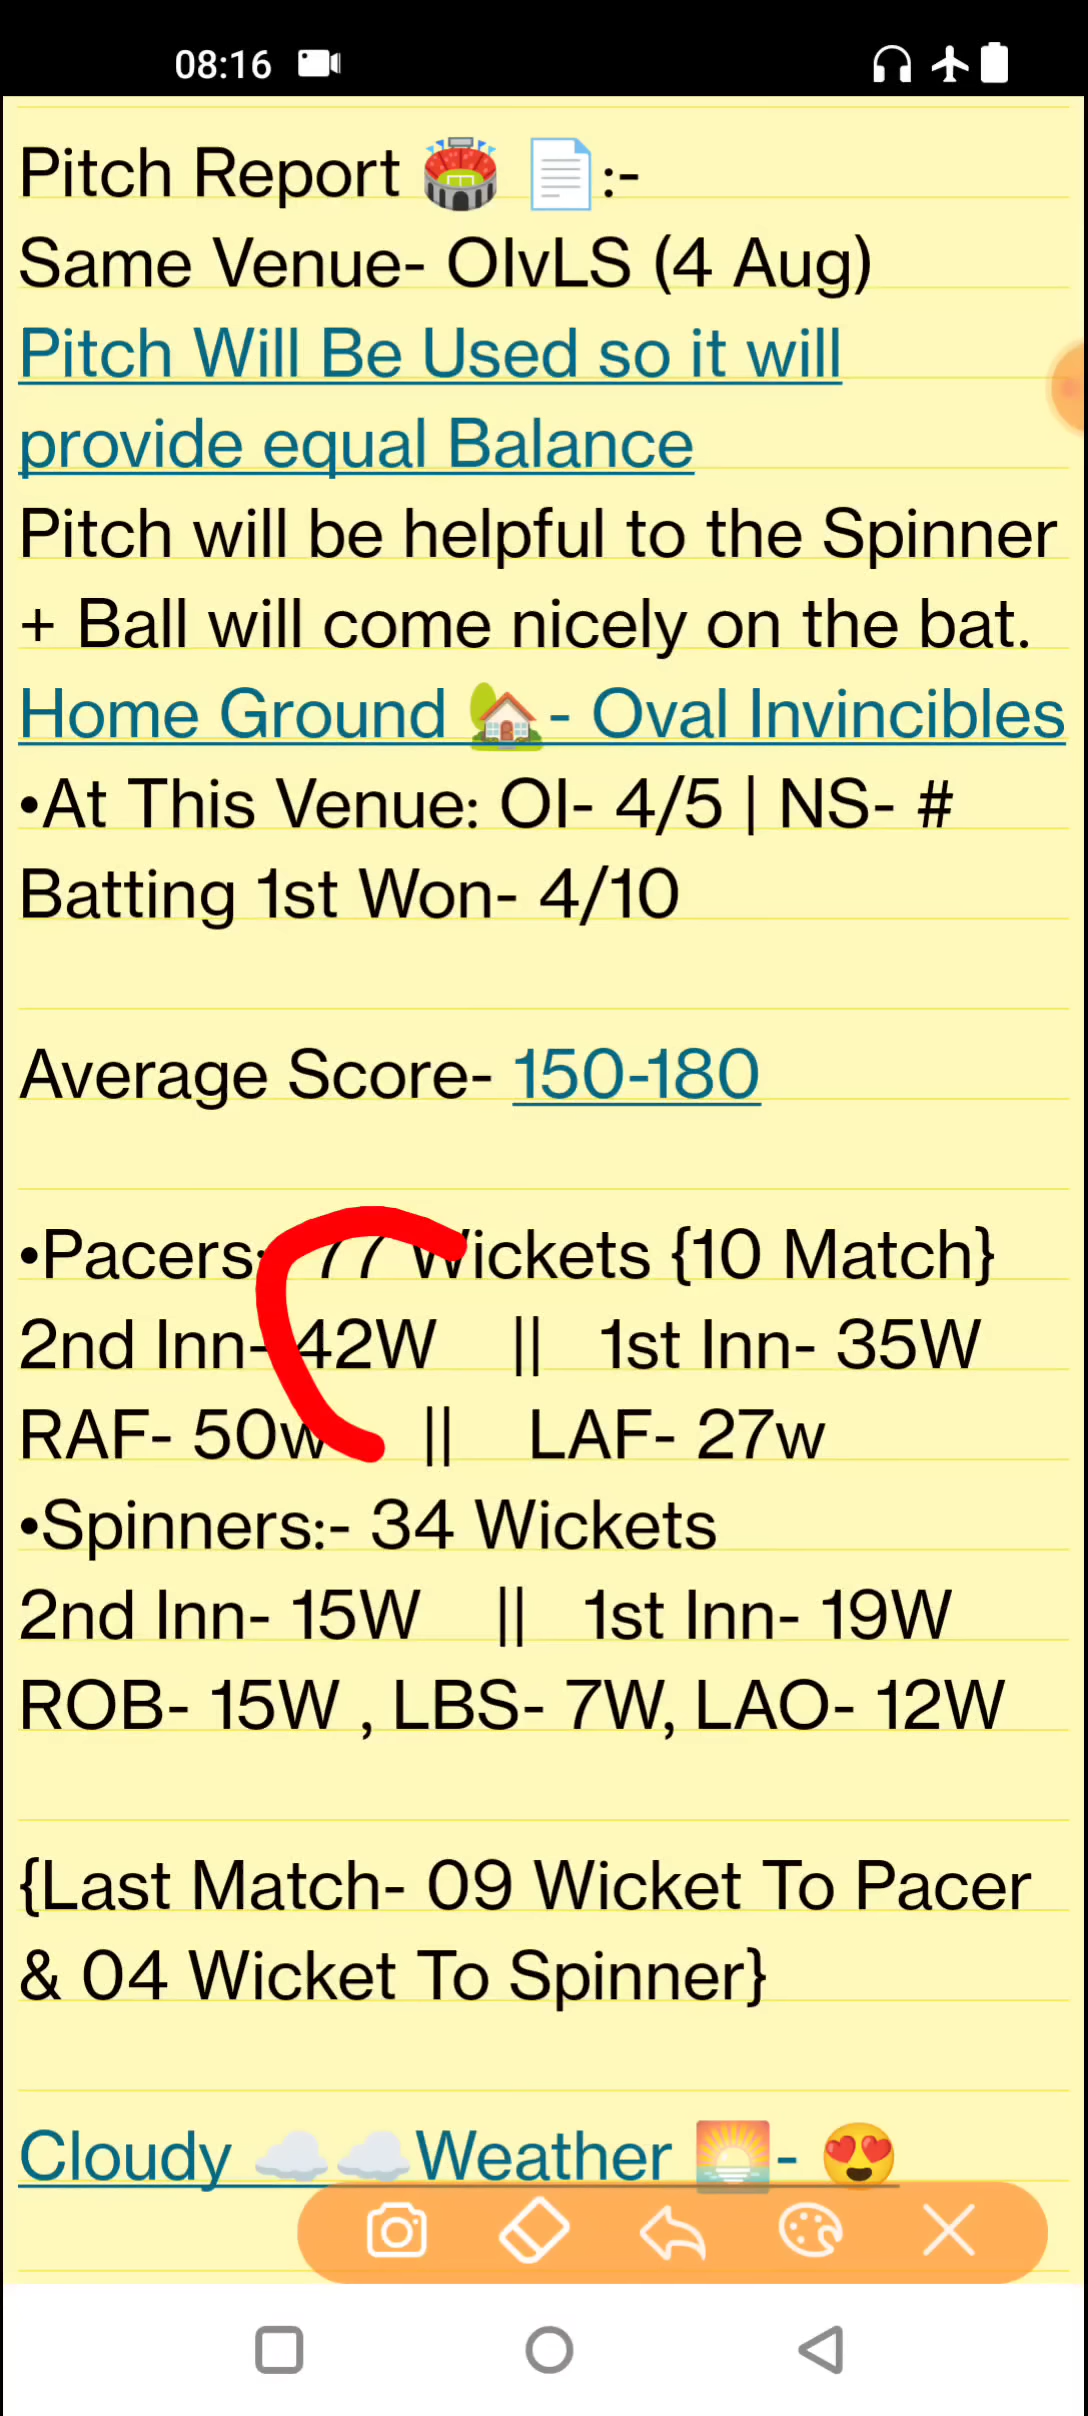 08:16
Pitch Report 🏟️ 📄:-
Same Venue- OIvLS (4 Aug)
Pitch Will Be Used so it will
provide equal Balance
Pitch will be helpful to the Spinner
+ Ball will come nicely on the bat.
Home Ground 🏡- Oval Invincibles
•At This Venue: OI- 4/5 | NS- #
Batting 1st Won- 4/10
Average Score- 150-180
•Pacers: 77 Wickets {10 Match}
2nd Inn- 42W || 1st Inn- 35W
RAF- 50w || LAF- 27w
•Spinners:- 34 Wickets
2nd Inn- 15W || 1st Inn- 19W
ROB- 15W , LBS- 7W, LAO- 12W
{Last Match- 09 Wicket To Pacer
& 04 Wicket To Spinner}
Cloudy ☁️☁️Weather 🌅- 😍